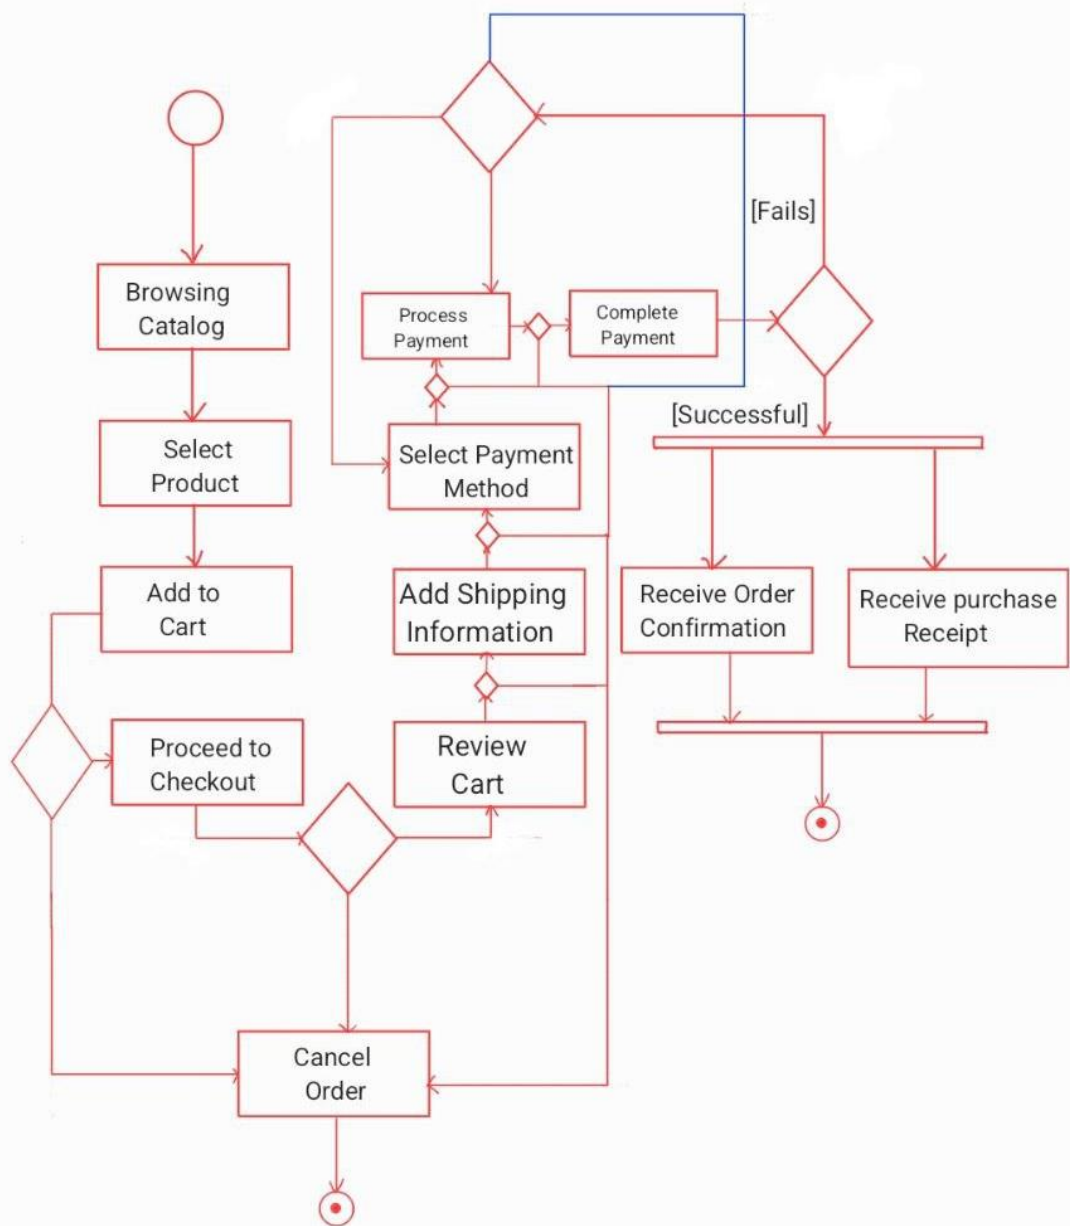 Browsing
Catalog
Select
Product
Add to
Cart
Proceed to
Checkout
Cancel
Order
Review
Cart
Add Shipping
Information
Select Payment
Method
Process
Payment
Complete
Payment
[Fails]
[Successful]
Receive Order
Confirmation
Receive purchase
Receipt